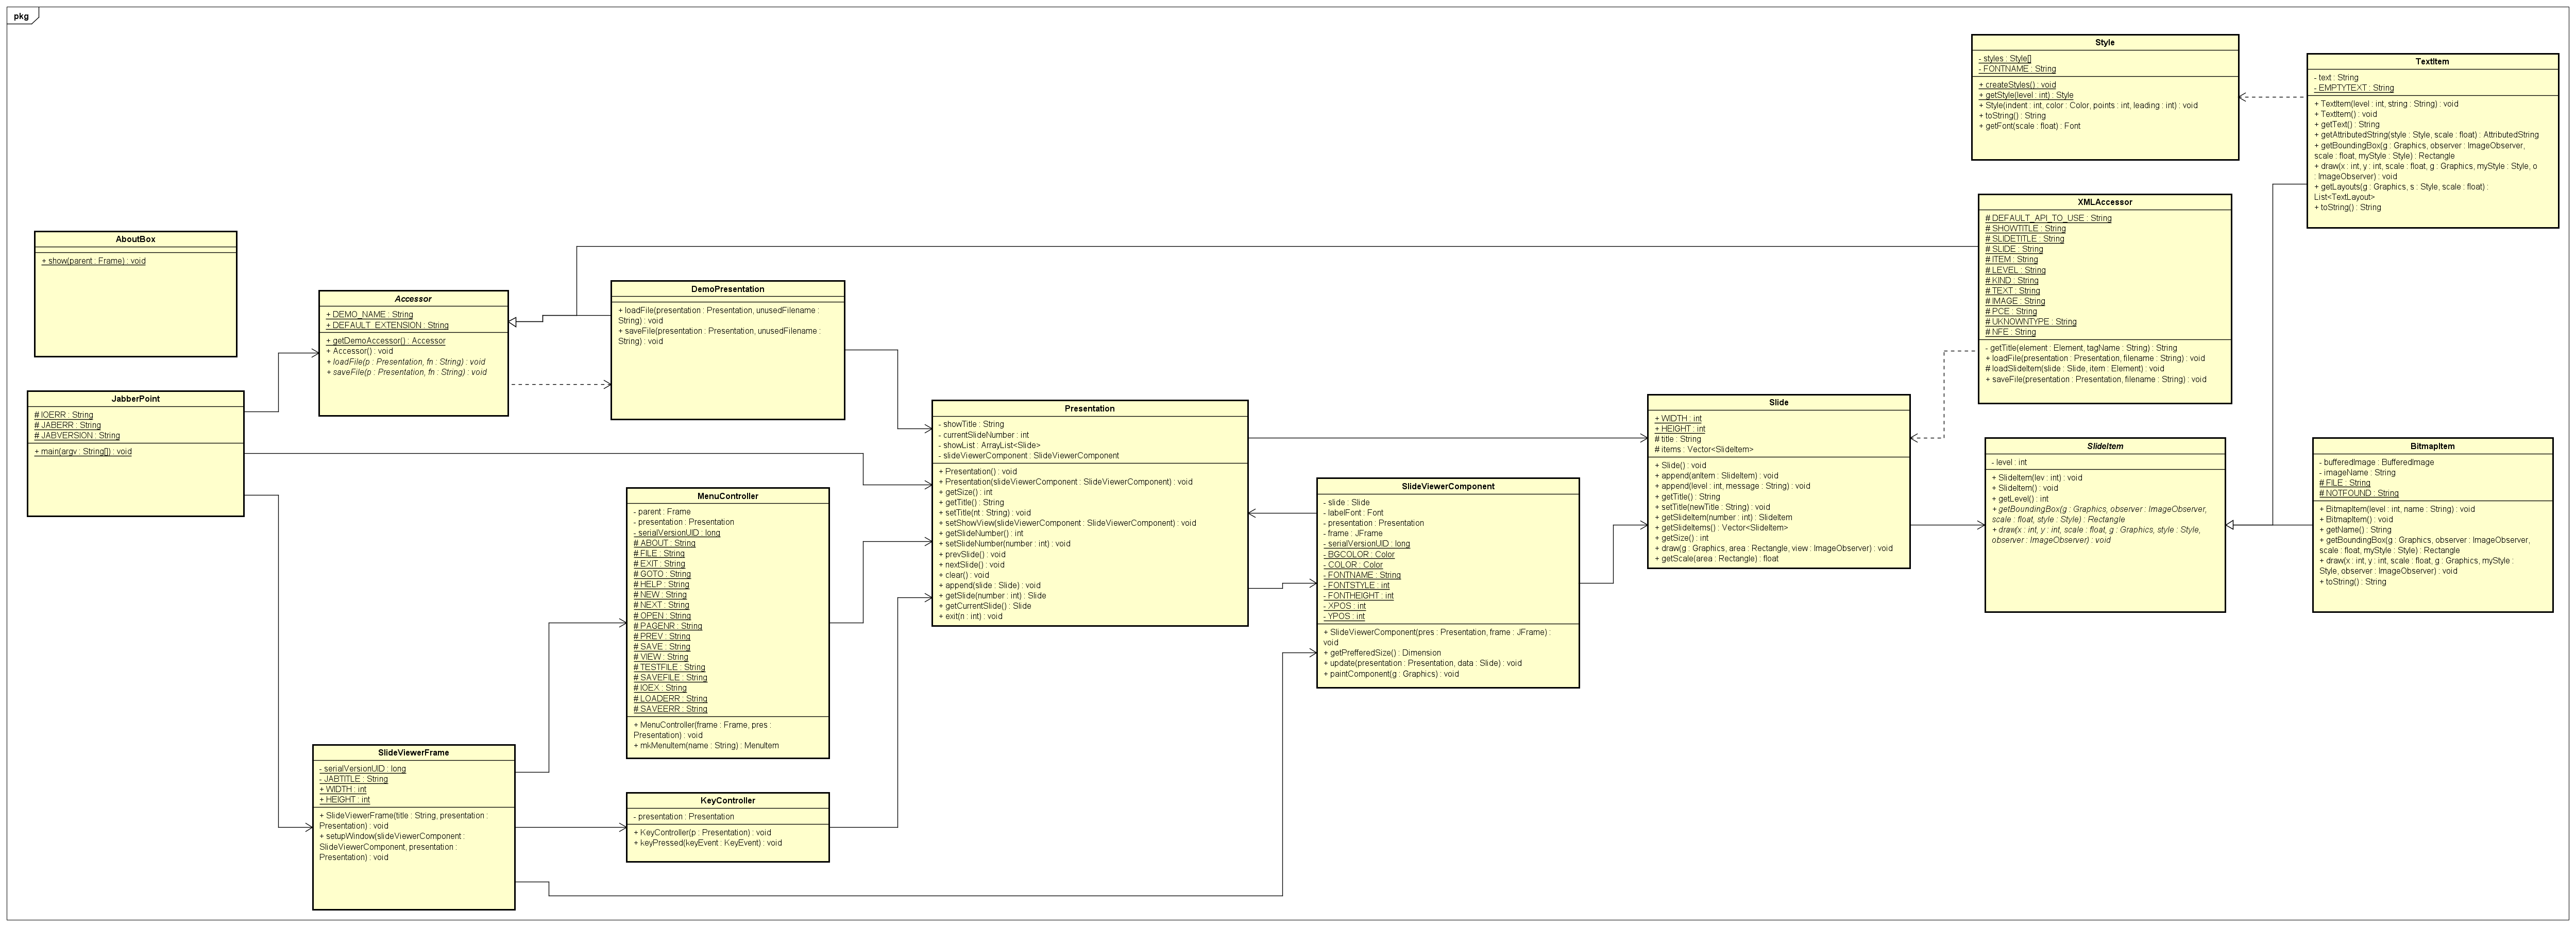 pkg
Style
- styles : Style[]
- FONTNAME : String
+ createStyles() : void
+ getStyle(level : int) : Style
+ Style(indent : int, color : Color, points : int, leading : int) : void
+ toString() : String
+ getFont(scale : float) : Font
TextItem
- text : String
- EMPTYTEXT : String
+ TextItem(level : int, string : String) : void
+ TextItem() : void
+ getText() : String
+ getAttributedString(style : Style, scale : float) : AttributedString
+ getBoundingBox(g : Graphics, observer : ImageObserver,
scale : float, myStyle : Style) : Rectangle
+ draw(x : int, y : int, scale : float, g : Graphics, myStyle : Style, o
: ImageObserver) : void
+ getLayouts(g : Graphics, s : Style, scale : float) :
List<TextLayout>
+ toString() : String
XMLAccessor
# DEFAULT_API_TO_USE : String
# SHOWTITLE : String
# SLIDETITLE : String
# SLIDE : String
# ITEM : String
# LEVEL : String
# KIND : String
# TEXT : String
# IMAGE : String
# PCE : String
# UKNOWNTYPE : String
# NFE : String
- getTitle(element : Element, tagName : String) : String
+ loadFile(presentation : Presentation, filename : String) : void
# loadSlideItem(slide : Slide, item : Element) : void
+ saveFile(presentation : Presentation, filename : String) : void
AboutBox
+ show(parent : Frame) : void
Accessor
+ DEMO_NAME : String
+ DEFAULT_EXTENSION : String
+ getDemoAccessor() : Accessor
+ Accessor() : void
+ loadFile(p : Presentation, fn : String) : void
+ saveFile(p : Presentation, fn : String) : void
DemoPresentation
+ loadFile(presentation : Presentation, unusedFilename :
String) : void
+ saveFile(presentation : Presentation, unusedFilename :
String) : void
JabberPoint
# IOERR : String
# JABERR : String
# JABVERSION : String
+ main(argv : String[]) : void
Presentation
- showTitle : String
- currentSlideNumber : int
- showList : ArrayList<Slide>
- slideViewerComponent : SlideViewerComponent
+ Presentation() : void
+ Presentation(slideViewerComponent : SlideViewerComponent) : void
+ getSize() : int
+ getTitle() : String
+ setTitle(nt : String) : void
+ setShowView(slideViewerComponent : SlideViewerComponent) : void
+ getSlideNumber() : int
+ setSlideNumber(number : int) : void
+ prevSlide() : void
+ nextSlide() : void
+ clear() : void
+ append(slide : Slide) : void
+ getSlide(number : int) : Slide
+ getCurrentSlide() : Slide
+ exit(n : int) : void
Slide
+ WIDTH : int
+ HEIGHT : int
# title : String
# items : Vector<SlideItem>
+ Slide() : void
+ append(anItem : SlideItem) : void
+ append(level : int, message : String) : void
+ getTitle() : String
+ setTitle(newTitle : String) : void
+ getSlideItem(number : int) : SlideItem
+ getSlideItems() : Vector<SlideItem>
+ getSize() : int
+ draw(g : Graphics, area : Rectangle, view : ImageObserver) : void
+ getScale(area : Rectangle) : float
SlideItem
- level : int
+ SlideItem(lev : int) : void
+ SlideItem() : void
+ getLevel() : int
+ getBoundingBox(g : Graphics, observer : ImageObserver,
scale : float, style : Style) : Rectangle
+ draw(x : int, y : int, scale : float, g : Graphics, style : Style,
observer : ImageObserver) : void
BitmapItem
- bufferedImage : BufferedImage
- imageName : String
# FILE : String
# NOTFOUND : String
+ BitmapItem(level : int, name : String) : void
+ BitmapItem() : void
+ getName() : String
+ getBoundingBox(g : Graphics, observer : ImageObserver,
scale : float, myStyle : Style) : Rectangle
+ draw(x : int, y : int, scale : float, g : Graphics, myStyle :
Style, observer : ImageObserver) : void
+ toString() : String
SlideViewerComponent
- slide : Slide
- labelFont : Font
- presentation : Presentation
- frame : JFrame
- serialVersionUID : long
- BGCOLOR : Color
- COLOR : Color
- FONTNAME : String
- FONTSTYLE : int
- FONTHEIGHT : int
- XPOS : int
- YPOS : int
+ SlideViewerComponent(pres : Presentation, frame : JFrame) :
void
+ getPrefferedSize() : Dimension
+ update(presentation : Presentation, data : Slide) : void
+ paintComponent(g : Graphics) : void
MenuController
- parent : Frame
- presentation : Presentation
- serialVersionUID : long
# ABOUT : String
# FILE : String
# EXIT : String
# GOTO : String
# HELP : String
# NEW : String
# NEXT : String
# OPEN : String
# PAGENR : String
# PREV : String
# SAVE : String
# VIEW : String
# TESTFILE : String
# SAVEFILE : String
# IOEX : String
# LOADERR : String
# SAVEERR : String
+ MenuController(frame : Frame, pres :
Presentation) : void
+ mkMenuItem(name : String) : MenuItem
SlideViewerFrame
- serialVersionUID : long
- JABTITLE : String
+ WIDTH : int
+ HEIGHT : int
+ SlideViewerFrame(title : String, presentation :
Presentation) : void
+ setupWindow(slideViewerComponent :
SlideViewerComponent, presentation :
Presentation) : void
KeyController
- presentation : Presentation
+ KeyController(p : Presentation) : void
+ keyPressed(keyEvent : KeyEvent) : void